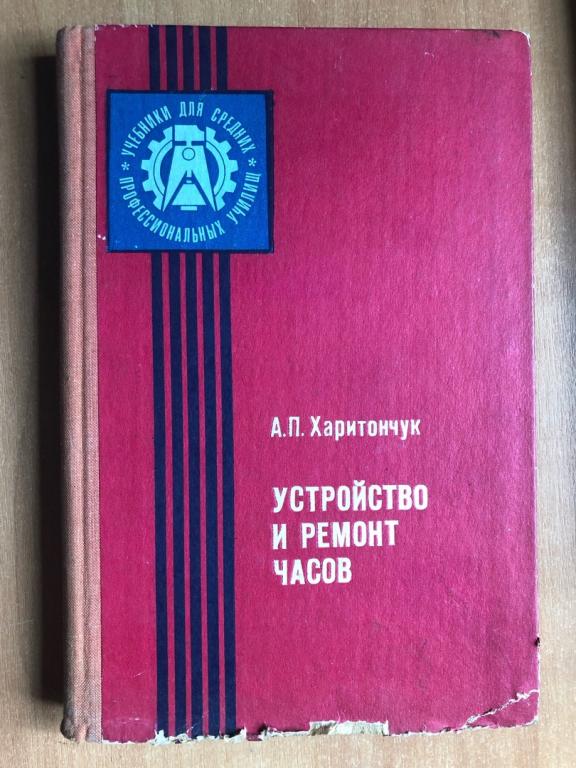 * УЧЕБНИКИ ДЛЯ СРЕДНИХ *
ПРОФЕССИОНАЛЬНЫХ УЧИЛИЩ
А.П. Харитончук
УСТРОЙСТВО
И РЕМОНТ
ЧАСОВ